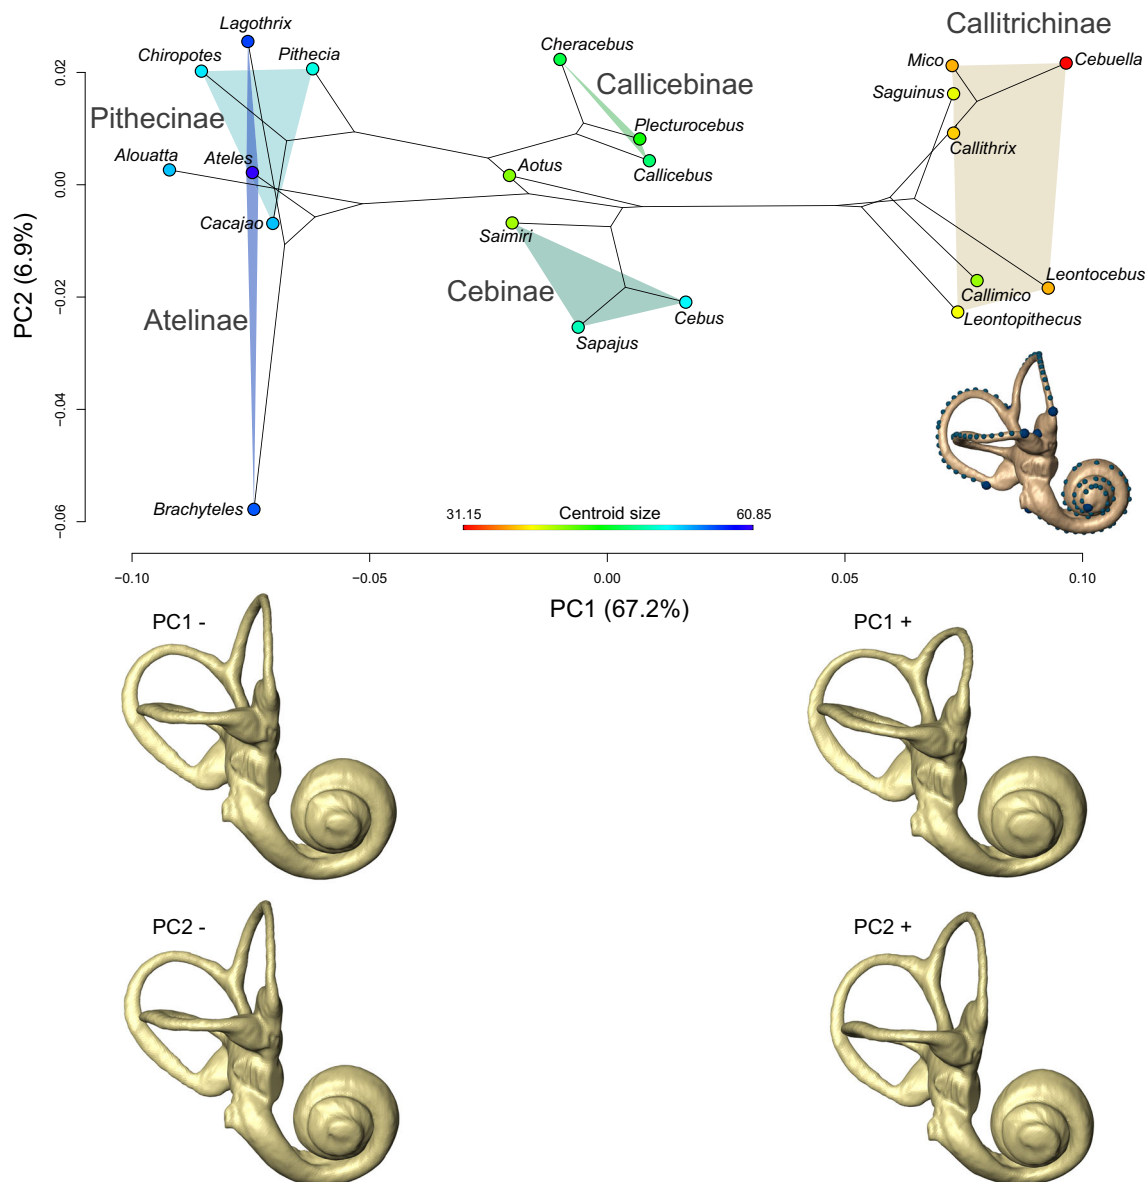 Lagothrix
Callitrichinae
Chiropotes
Pithecia
Cheracebus
Mico
Cebuella
0.02
Callicebinae
Saguinus
Pithecinae
Plecturocebus
Callithrix
Alouatta
Ateles
Aotus
Callicebus
0.00
Cacajao
Saimiri
PC2 (6.9%)
Cebinae
Leontocebus
Callimico
−0.02
Atelinae
Cebus
Leontopithecus
Sapajus
−0.04
Brachyteles
31.15
Centroid size
60.85
−0.06
−0.10
−0.05
0.00
0.05
0.10
PC1 (67.2%)
PC1 -
PC1 +
PC2 -
PC2 +